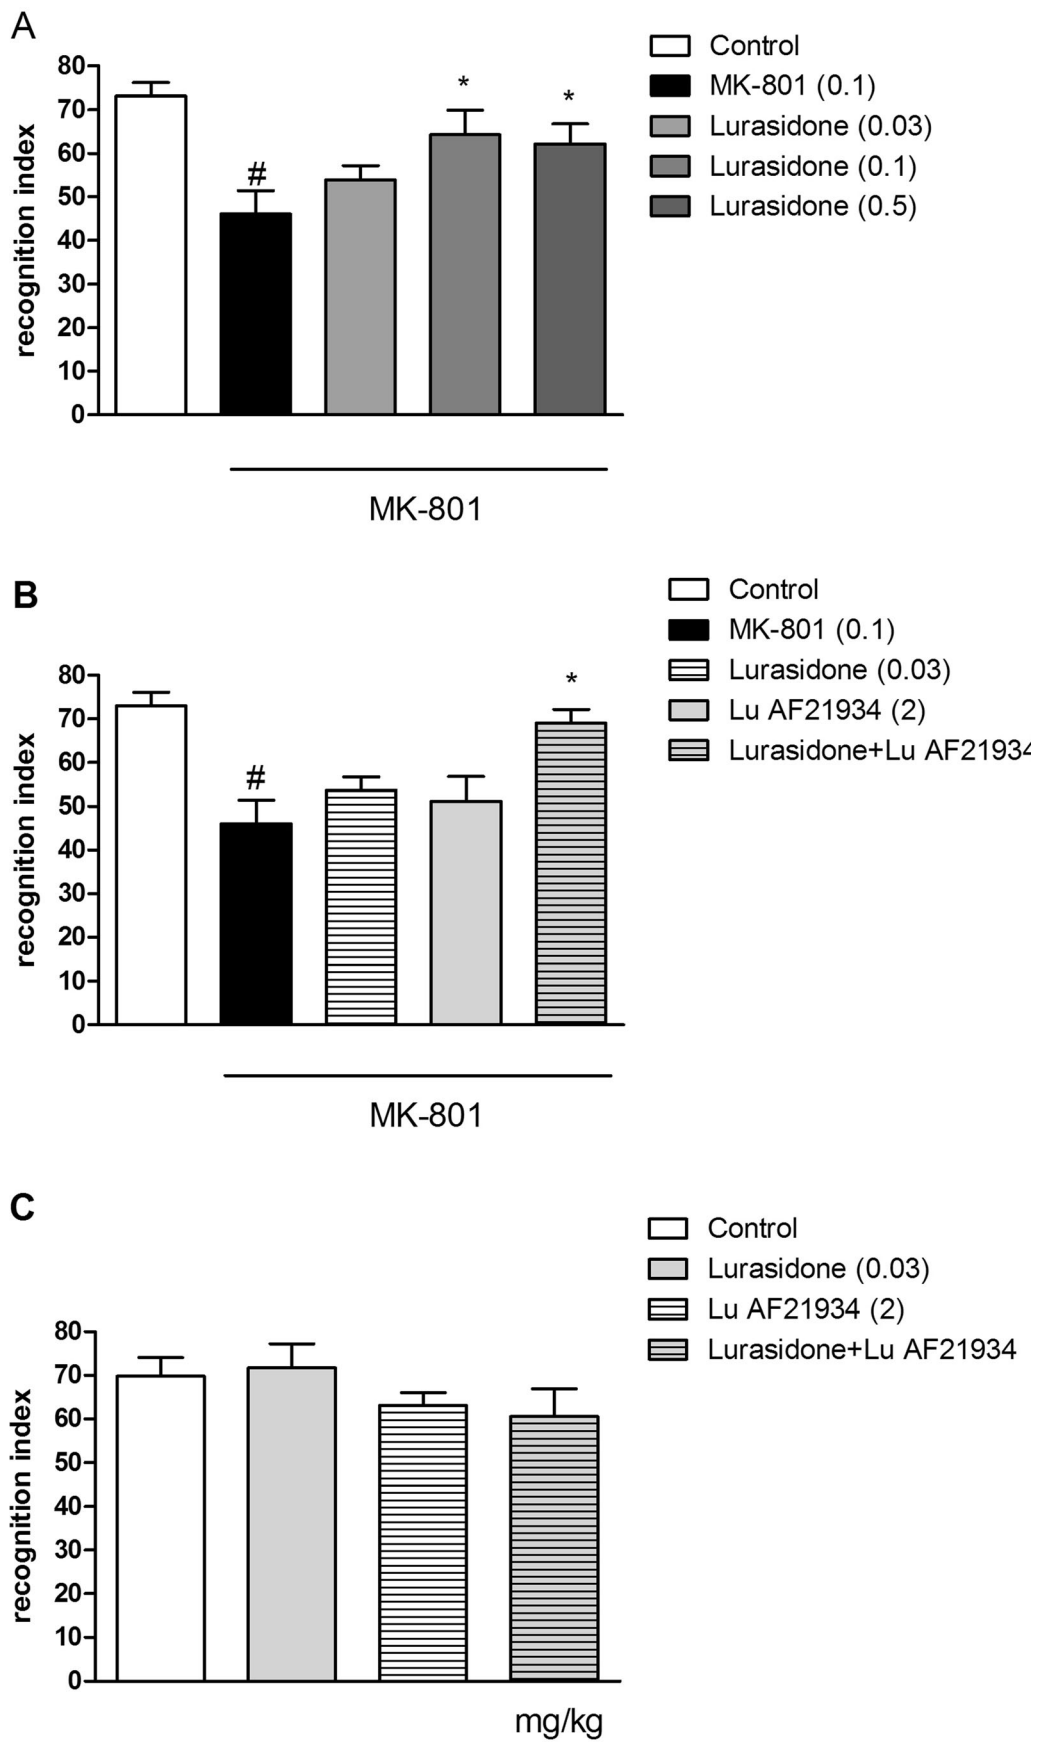 A
Control
MK-801 (0.1)
Lurasidone (0.03)
Lurasidone (0.1)
Lurasidone (0.5)
recognition index
80
70
60
50
40
30
20
10
0
#
*
*
MK-801
B
Control
MK-801 (0.1)
Lurasidone (0.03)
Lu AF21934 (2)
Lurasidone+Lu AF21934
recognition index
80
70
60
50
40
30
20
10
0
#
*
MK-801
C
Control
Lurasidone (0.03)
Lu AF21934 (2)
Lurasidone+Lu AF21934
recognition index
80
70
60
50
40
30
20
10
0
mg/kg